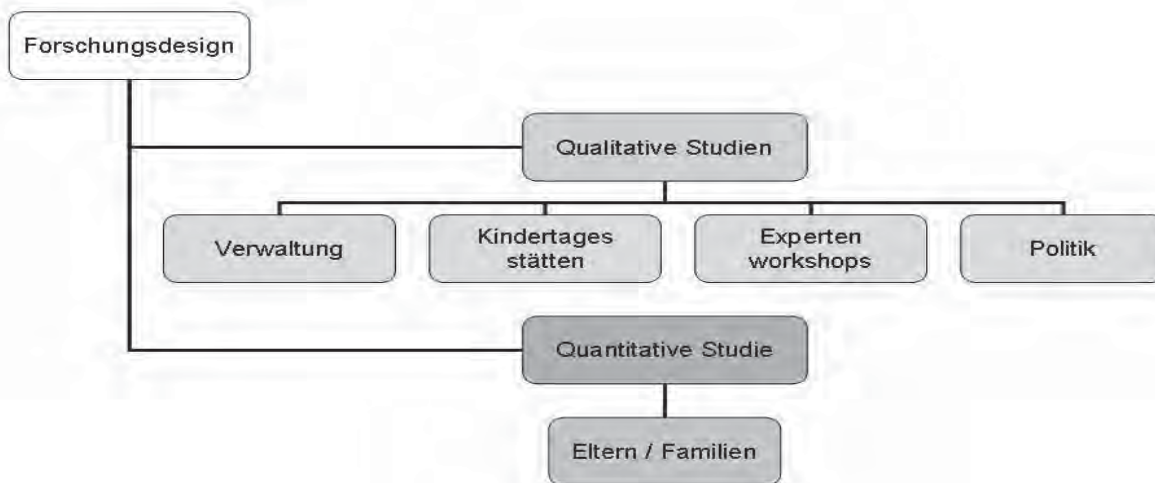 Forschungsdesign
Qualitative Studien
Verwaltung
Kindertages
stätten
Experten
workshops
Politik
Quantitative Studie
Eltern / Familien